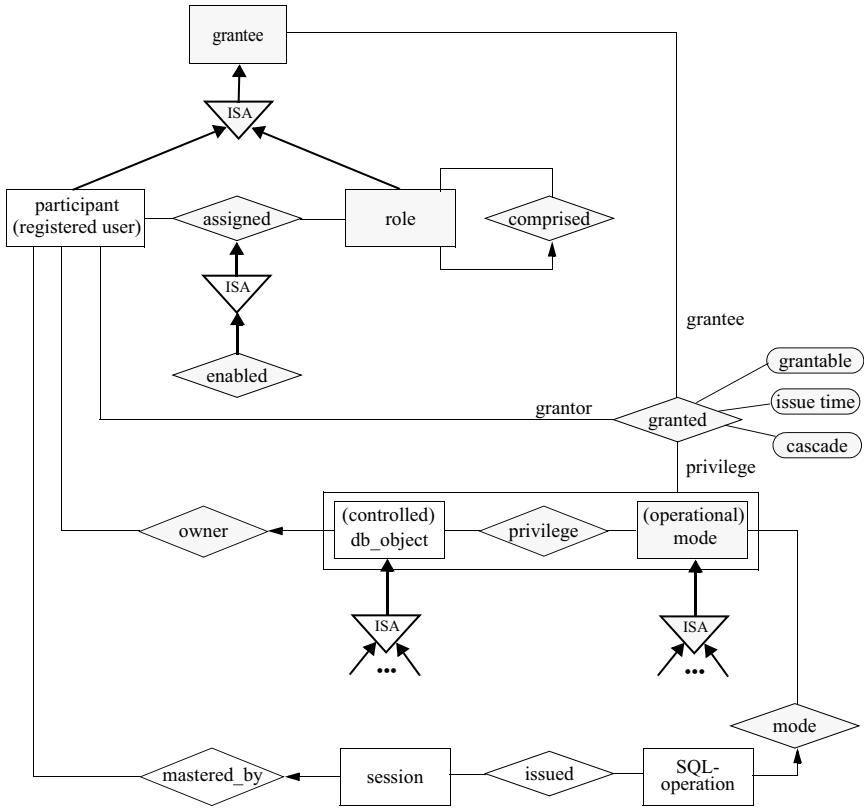 grantee
ISA
participant
(registered user)
assigned
role
comprised
ISA
enabled
grantee
grantable
issue time
cascade
grantor
granted
privilege
owner
(controlled)
db_object
privilege
(operational)
mode
ISA
...
ISA
...
mode
mastered_by
session
issued
SQL-
operation